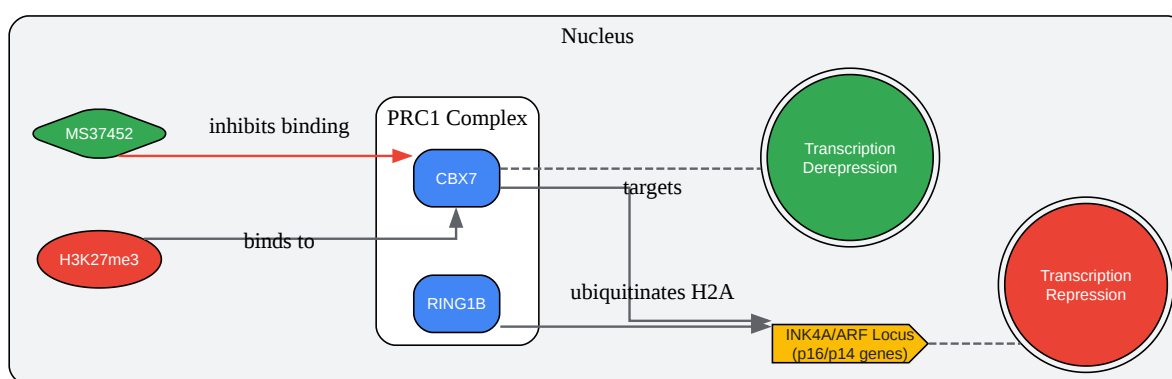 Nucleus
MS37452
inhibits binding
PRC1 Complex
CBX7
Transcription
Derepression
targets
H3K27me3
binds to
RING1B
ubiquitinates H2A
INK4A/ARF Locus
(p16/p14 genes)
Transcription
Repression